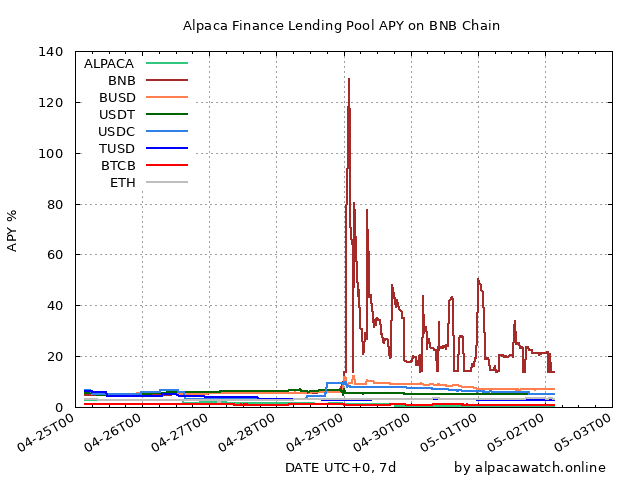 Alpaca Finance Lending Pool APY on BNB Chain
140
120
100
80
60
40
20
0
APY %
ALPACA
BNB
BUSD
USDT
USDC
TUSD
BTCB
ETH
04-25T00
04-26T00
04-27T00
04-28T00
04-29T00
04-30T00
05-01T00
05-02T00
05-03T00
DATE UTC+0, 7d
by alpacawatch.online